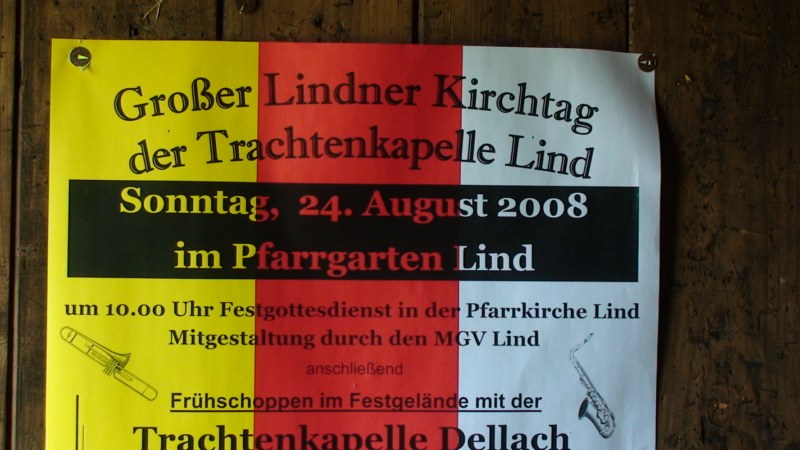 Großer Lindner Kirchtag
der Trachtenkapelle Lind
Sonntag, 24. August 2008
im Pfarrgarten Lind
um 10.00 Uhr Festgottesdienst in der Pfarrkirche Lind
Mitgestaltung durch den MGV Lind
anschließend
Frühschoppen im Festgelände mit der
Trachtenkapelle Dellach